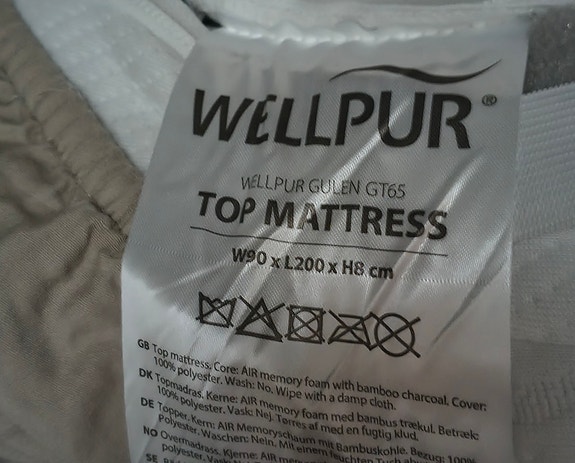 WELLPUR®
WELLPUR GULEN GT65
TOP MATTRESS
W90 x L200 x H8 cm
GB Top mattress. Core: AIR memory foam with bamboo charcoal. Cover:
100% polyester. Wash: No. Wipe with a damp cloth.
DK Topmadras. Kerne: AIR memory foam med bambus trækul. Betræk:
100% polyester. Vask: Nej. Tørres af med en fugtig klud.
DE Topper. Kern: AIR Memoryschaum mit Bambuskohle. Bezug: 100%
Polyester. Waschen: Nein. Mit einem feuchten Tuch
NO Overmadrass. Kjerne: AIR
polyester.
SE